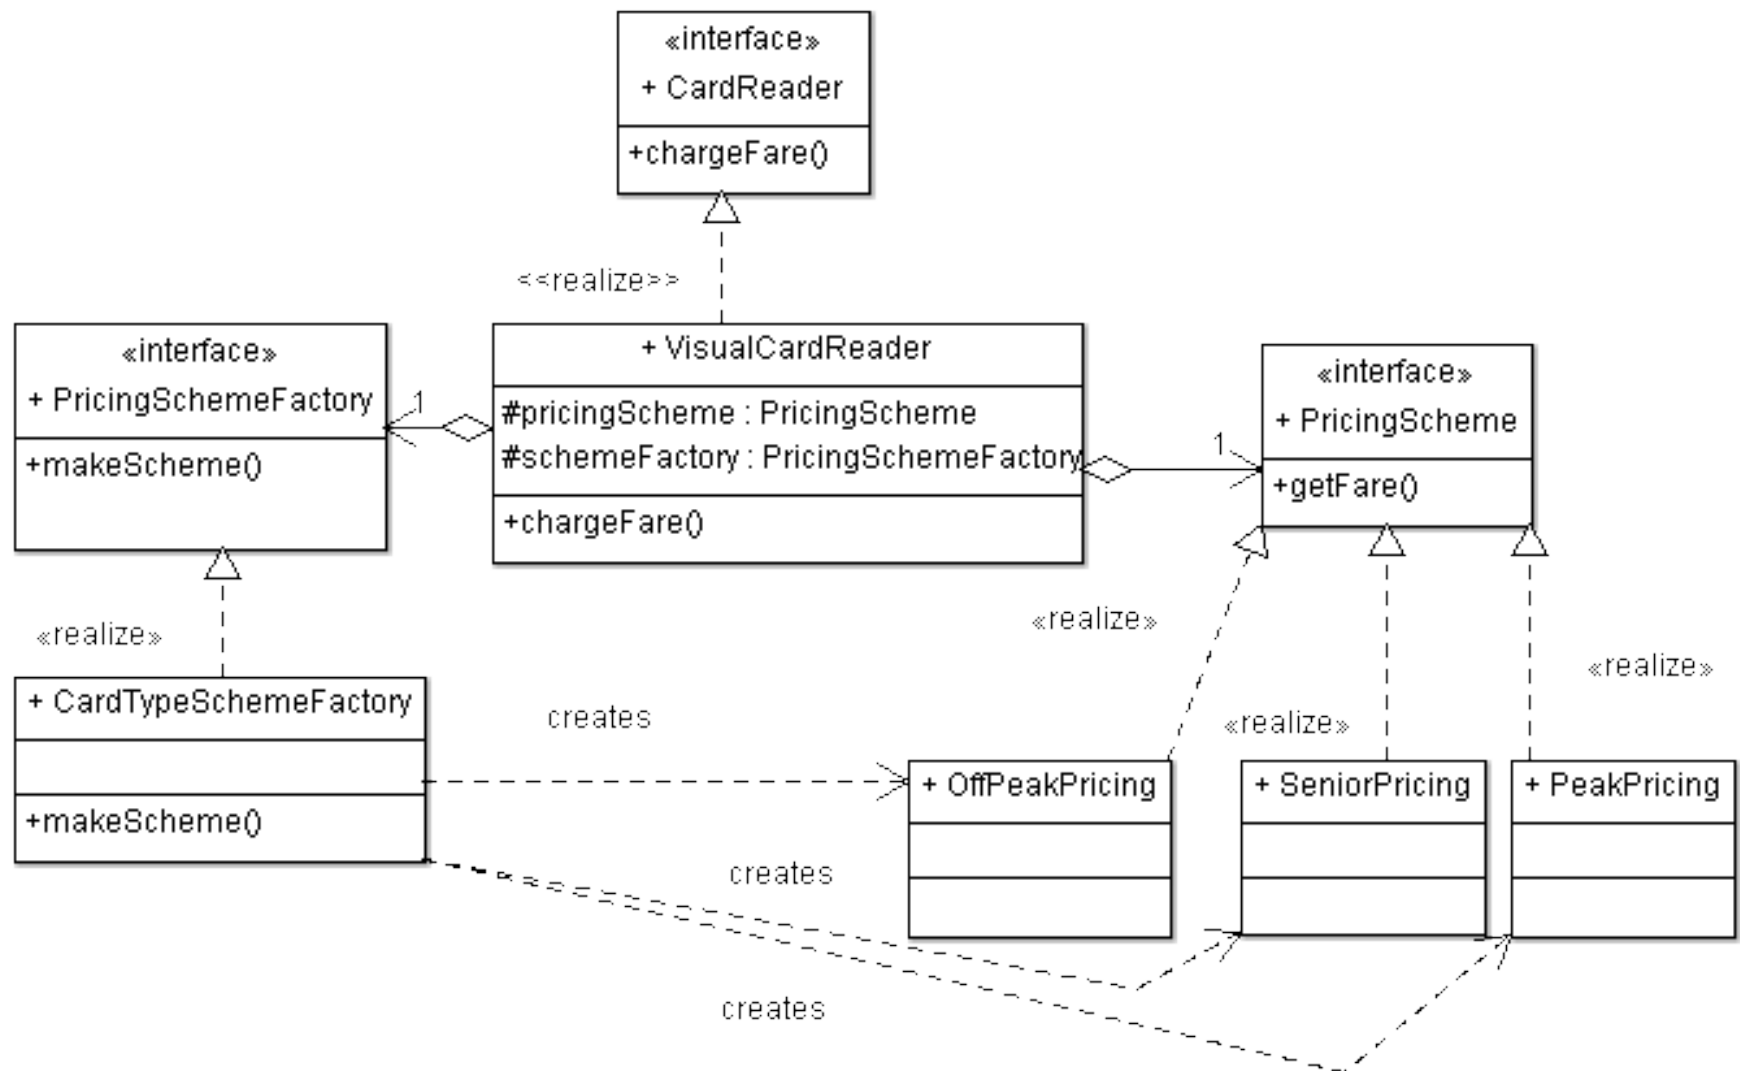 «interface»
+ CardReader
+chargeFare()
<<realize>>
«interface»
+ PricingSchemeFactory
+makeScheme()
1
+ VisualCardReader
#pricingScheme : PricingScheme
#schemeFactory : PricingSchemeFactory
+chargeFare()
1
«interface»
+ PricingScheme
+getFare()
«realize»
«realize»
«realize»
«realize»
+ CardTypeSchemeFactory
+makeScheme()
creates
creates
creates
+ OffPeakPricing
+ SeniorPricing
+ PeakPricing